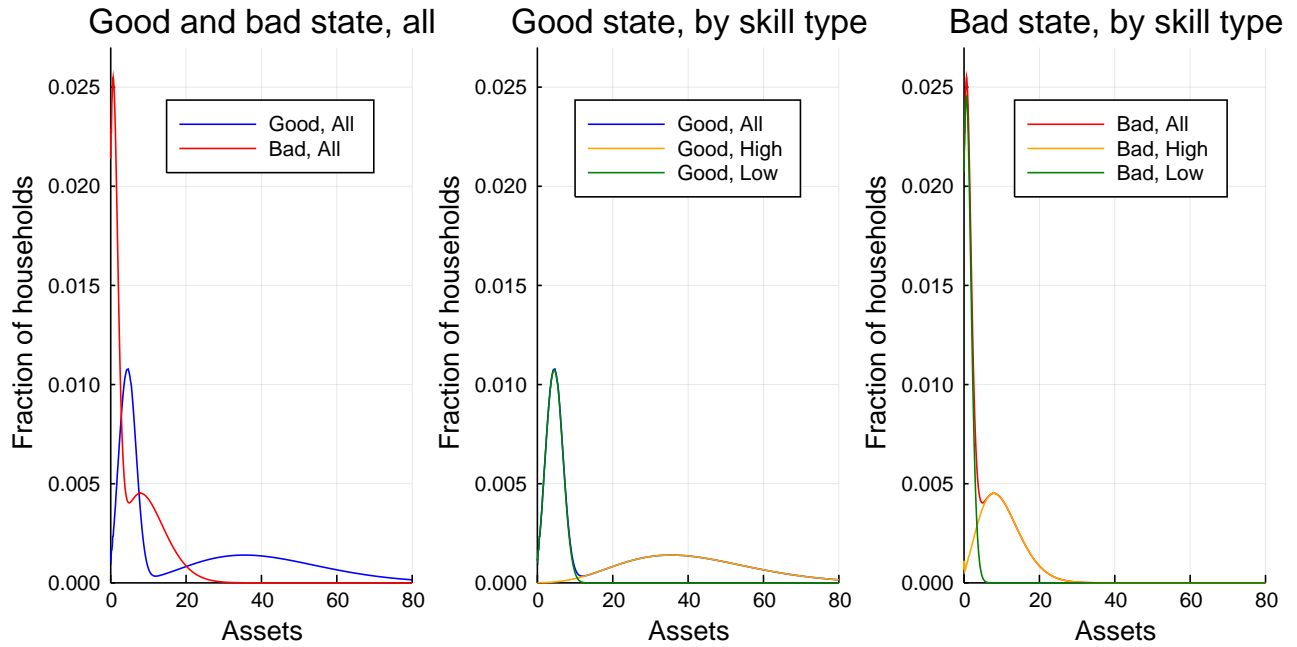 Good and bad state, all
Fraction of households
0.025
0.020
0.015
0.010
0.005
0.000
Good, All
Bad, All
0 20 40 60 80
Assets
Good state, by skill type
Fraction of households
0.025
0.020
0.015
0.010
0.005
0.000
Good, All
Good, High
Good, Low
0 20 40 60 80
Assets
Bad state, by skill type
Fraction of households
0.025
0.020
0.015
0.010
0.005
0.000
Bad, All
Bad, High
Bad, Low
0 20 40 60 80
Assets